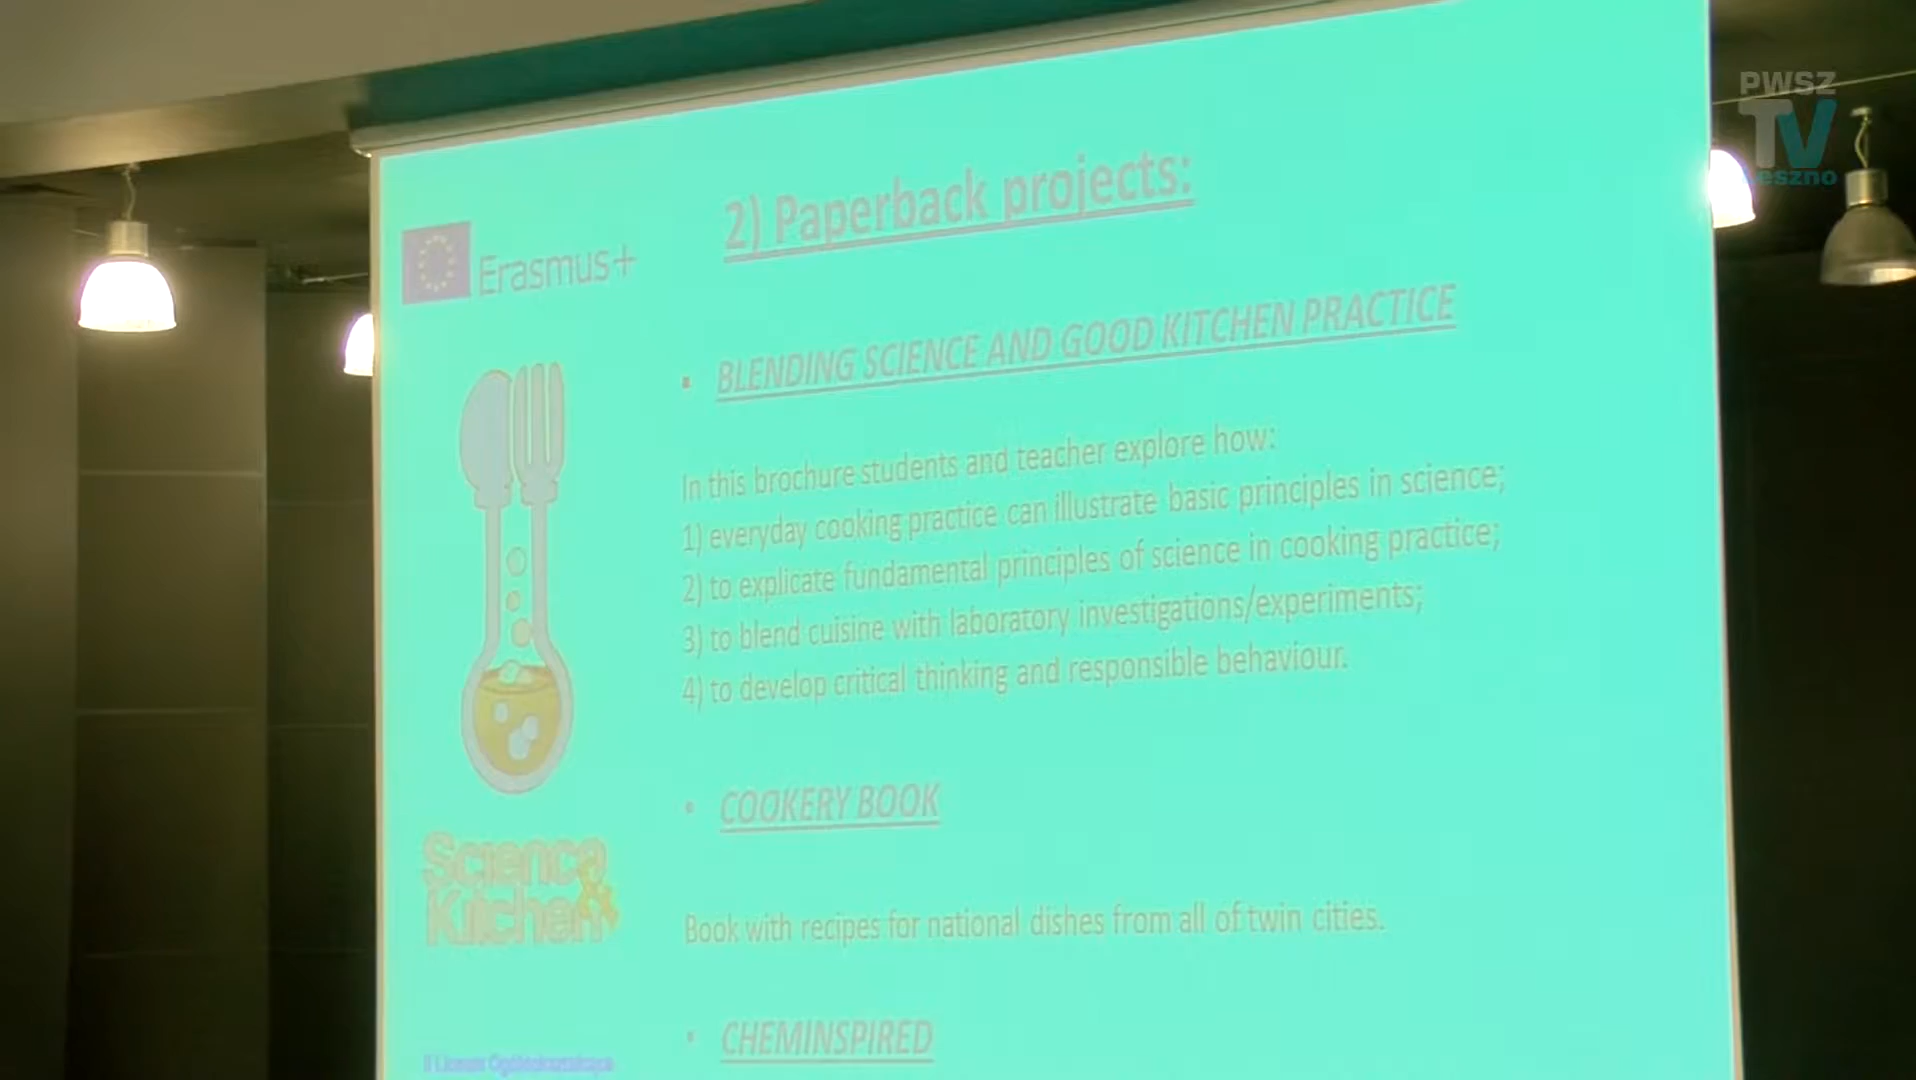 PWSZ
TV
Leszno
2) Paperback projects:
Erasmus+
▪ BLENDING SCIENCE AND GOOD KITCHEN PRACTICE
In this brochure students and teacher explore how:
1) everyday cooking practice can illustrate basic principles in science;
2) to explicate fundamental principles of science in cooking practice;
3) to blend cuisine with laboratory investigations/experiments;
4) to develop critical thinking and responsible behaviour.
• COOKERY BOOK
Science
Kitchen
Book with recipes for national dishes from all of twin cities.
• CHEMINSPIRED
II Liceum Ogólnokształcące